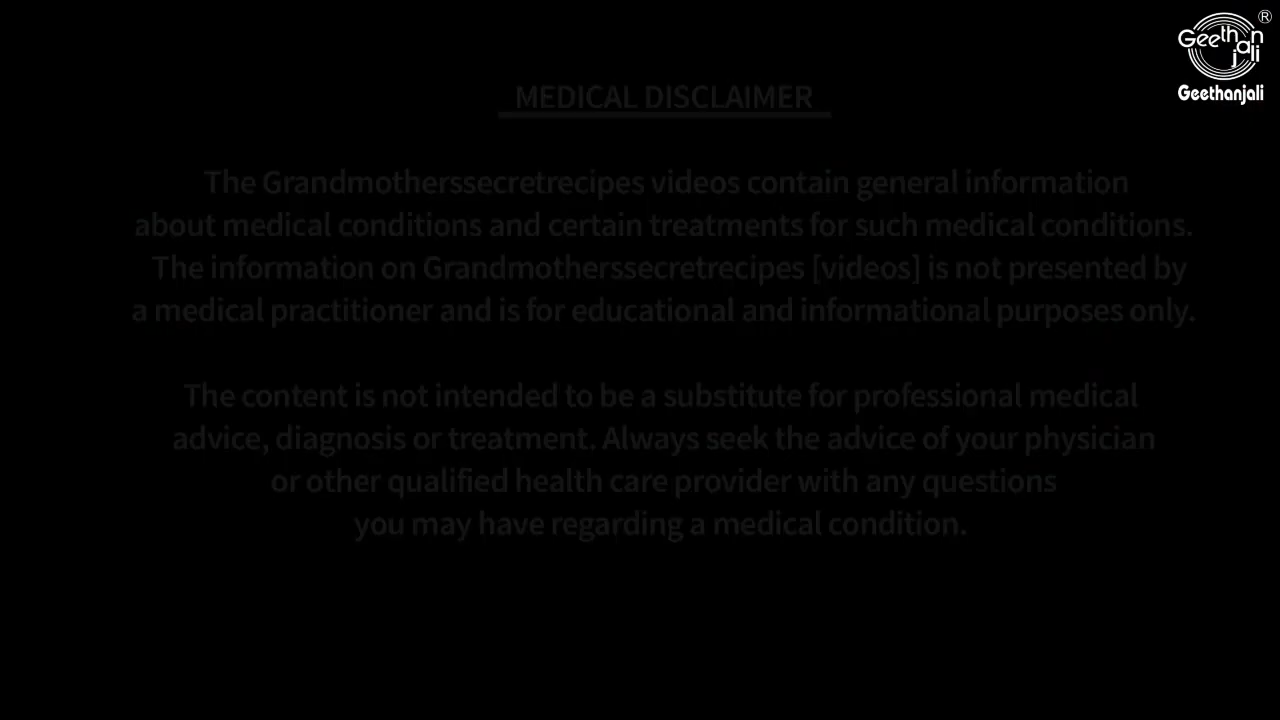 Geethanjali
®
Geethanjali
MEDICAL DISCLAIMER
The Grandmotherssecretrecipes videos contain general information
about medical conditions and certain treatments for such medical conditions.
The information on Grandmotherssecretrecipes [videos] is not presented by
a medical practitioner and is for educational and informational purposes only.
The content is not intended to be a substitute for professional medical
advice, diagnosis or treatment. Always seek the advice of your physician
or other qualified health care provider with any questions
you may have regarding a medical condition.